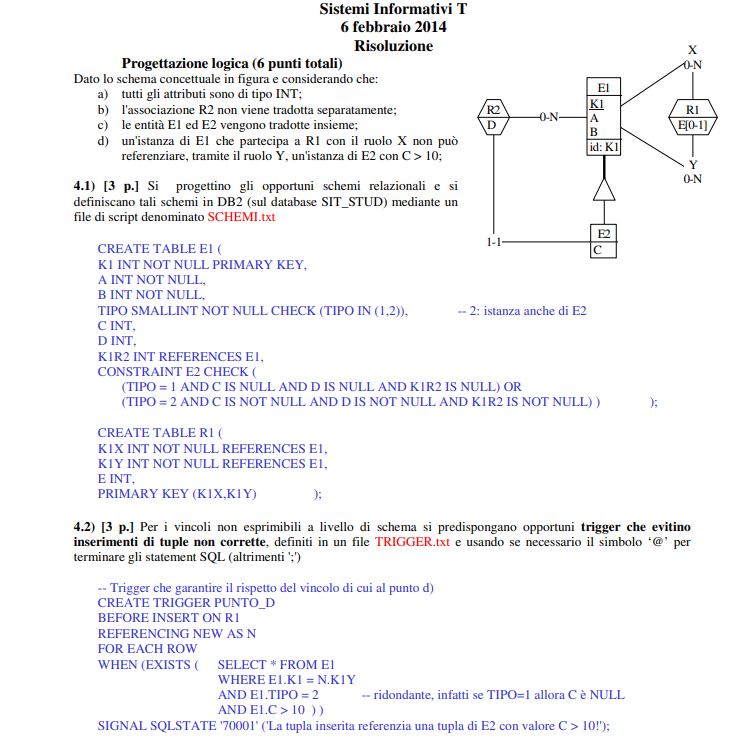 Sistemi Informativi T
6 febbraio 2014
Risoluzione
Progettazione logica (6 punti totali)
Dato lo schema concettuale in figura e considerando che:
a) tutti gli attributi sono di tipo INT;
b) l'associazione R2 non viene tradotta separatamente;
c) le entità E1 ed E2 vengono tradotte insieme;
d) un'istanza di E1 che partecipa a R1 con il ruolo X non può
referenziare, tramite il ruolo Y, un'istanza di E2 con C > 10;
X
0-N
E1
K1
A
B
id: K1
R2
D
0-N
R1
E[0-1]
Y
0-N
1-1
E2
C
4.1) [3 p.] Si progettino gli opportuni schemi relazionali e si
definiscano tali schemi in DB2 (sul database SIT_STUD) mediante un
file di script denominato SCHEMI.txt
CREATE TABLE E1 (
K1 INT NOT NULL PRIMARY KEY,
A INT NOT NULL,
B INT NOT NULL,
TIPO SMALLINT NOT NULL CHECK (TIPO IN (1,2)), -- 2: istanza anche di E2
C INT,
D INT,
K1R2 INT REFERENCES E1,
CONSTRAINT E2 CHECK (
(TIPO = 1 AND C IS NULL AND D IS NULL AND K1R2 IS NULL) OR
(TIPO = 2 AND C IS NOT NULL AND D IS NOT NULL AND K1R2 IS NOT NULL) ) );
CREATE TABLE R1 (
K1X INT NOT NULL REFERENCES E1,
K1Y INT NOT NULL REFERENCES E1,
E INT,
PRIMARY KEY (K1X,K1Y) );
4.2) [3 p.] Per i vincoli non esprimibili a livello di schema si predispongano opportuni trigger che evitino
inserimenti di tuple non corrette, definiti in un file TRIGGER.txt e usando se necessario il simbolo ‘@’ per
terminare gli statement SQL (altrimenti ';')
-- Trigger che garantire il rispetto del vincolo di cui al punto d)
CREATE TRIGGER PUNTO_D
BEFORE INSERT ON R1
REFERENCING NEW AS N
FOR EACH ROW
WHEN (EXISTS ( SELECT * FROM E1
WHERE E1.K1 = N.K1Y
AND E1.TIPO = 2 -- ridondante, infatti se TIPO=1 allora C è NULL
AND E1.C > 10 ) )
SIGNAL SQLSTATE '70001' ('La tupla inserita referenzia una tupla di E2 con valore C > 10!');